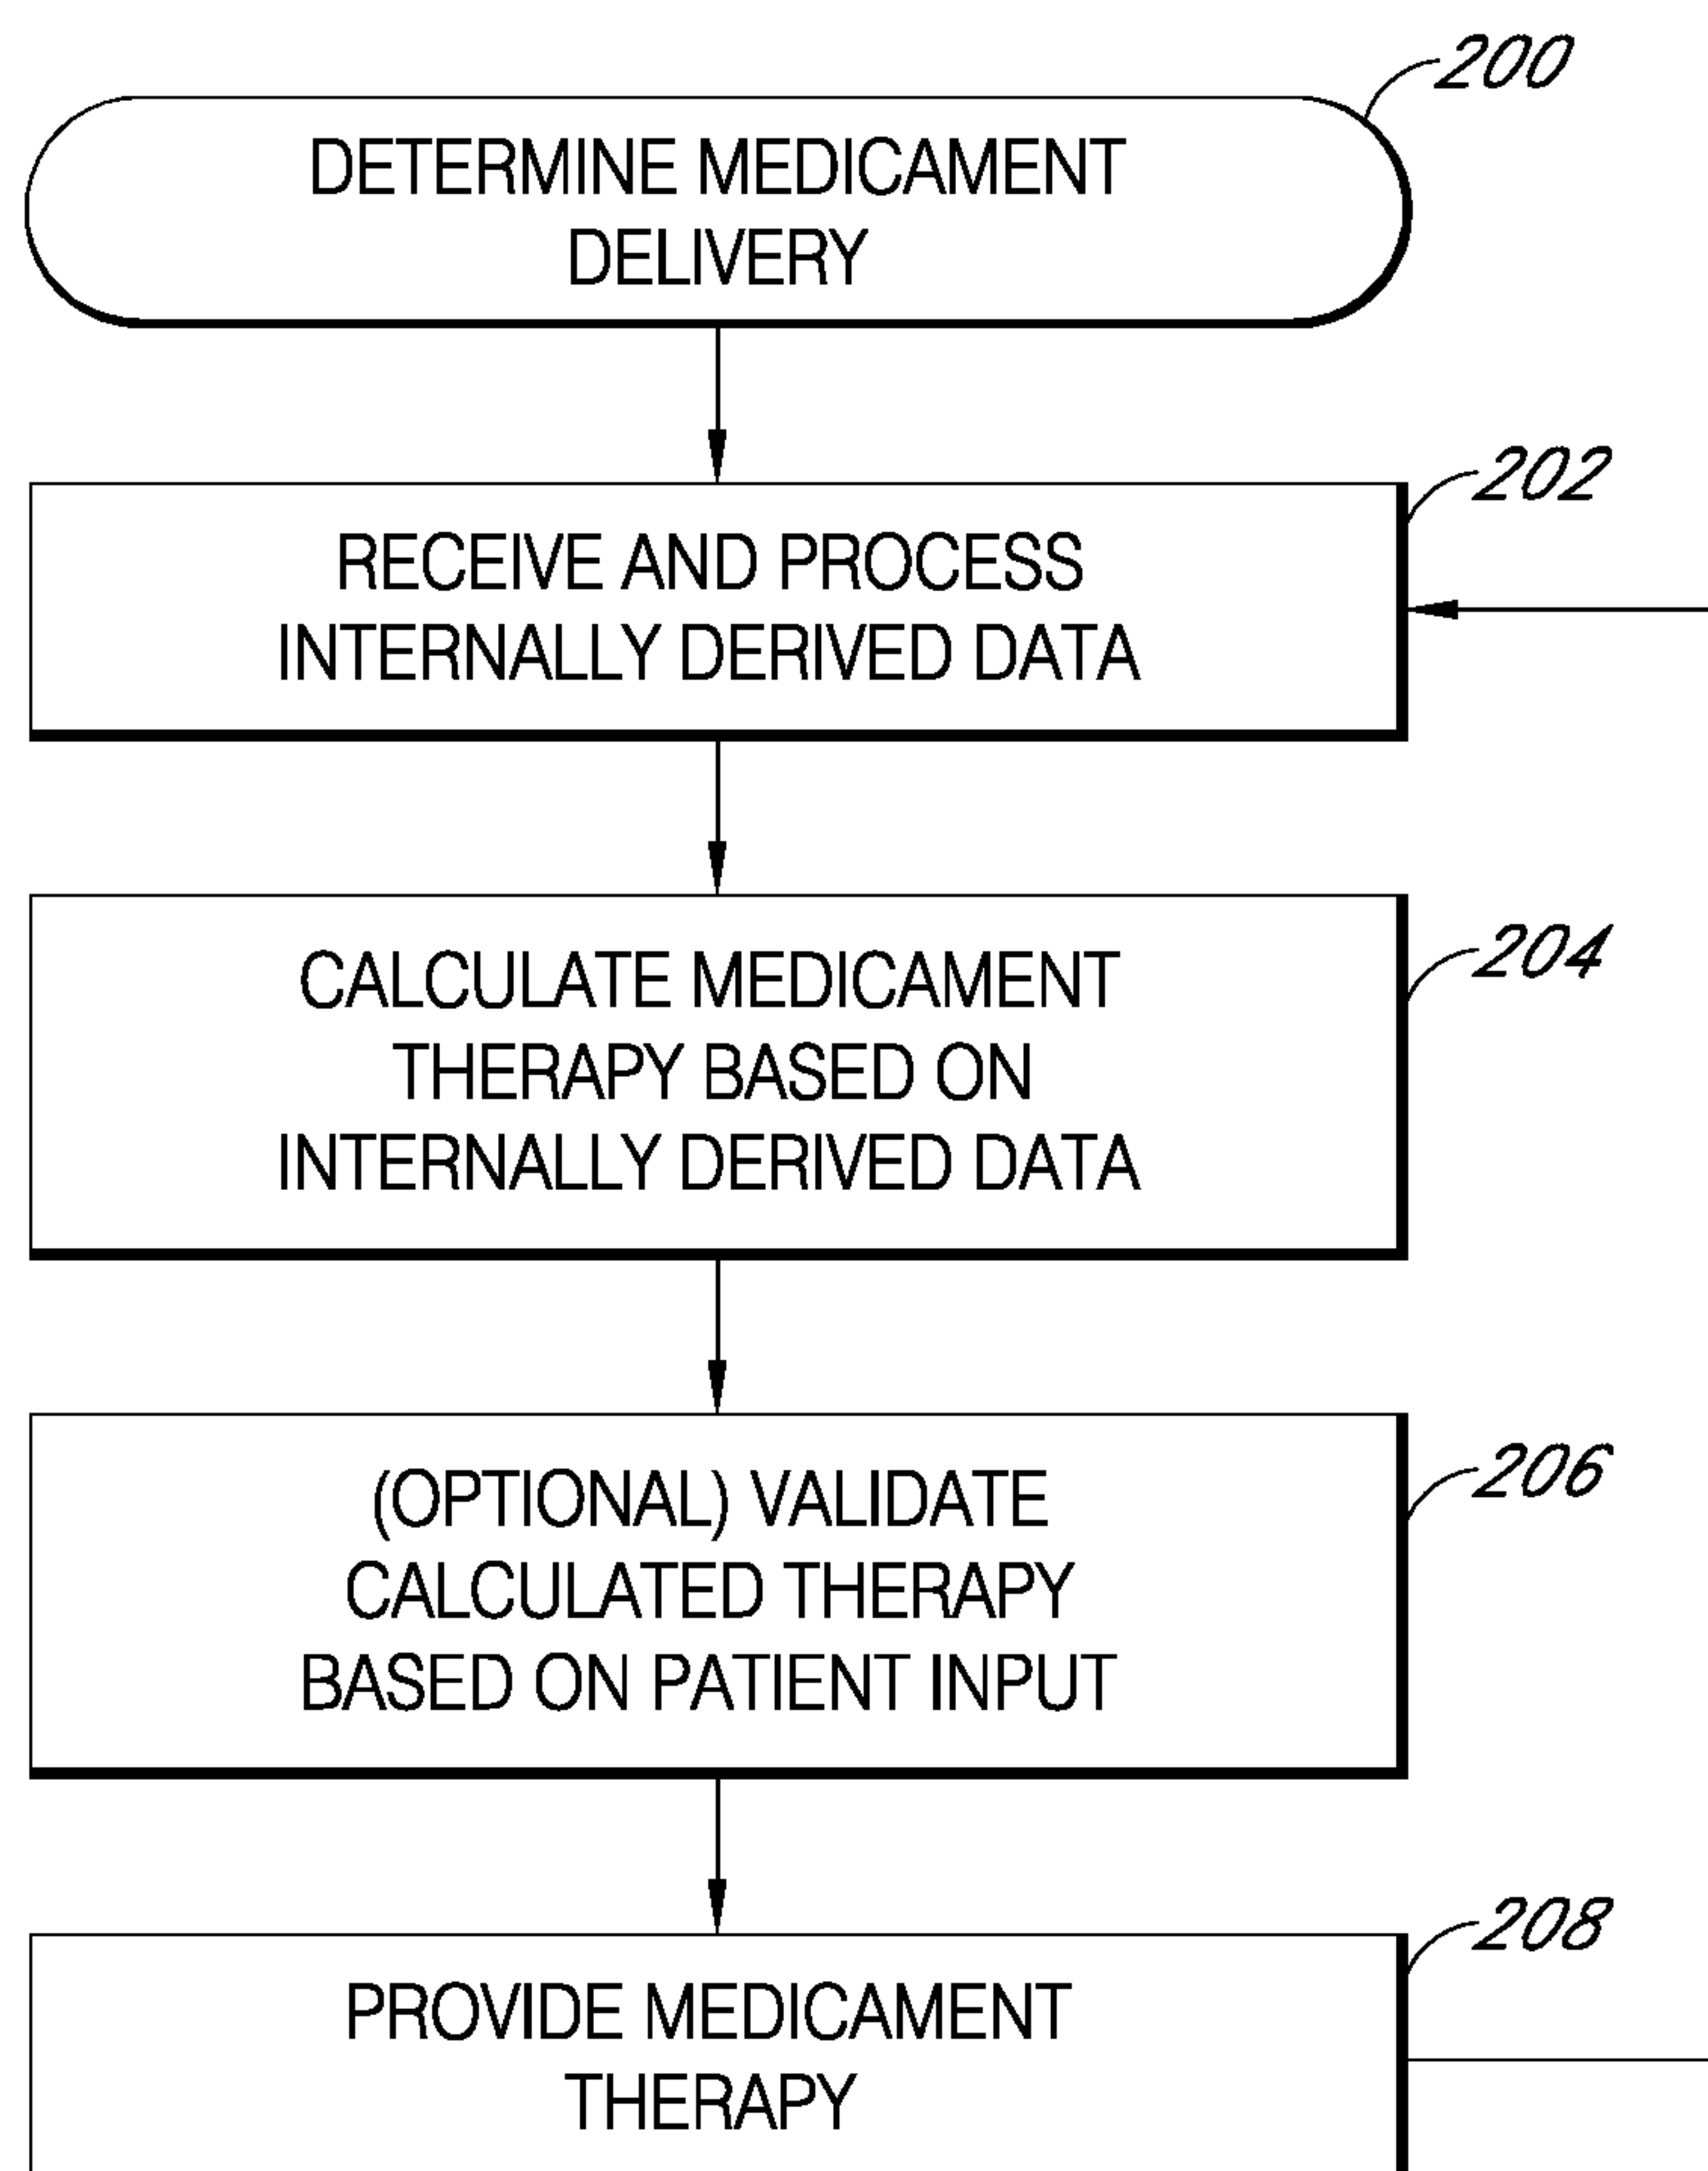 200
DETERMINE MEDICAMENT
DELIVERY
202
RECEIVE AND PROCESS
INTERNALLY DERIVED DATA
204
CALCULATE MEDICAMENT
THERAPY BASED ON
INTERNALLY DERIVED DATA
206
(OPTIONAL) VALIDATE
CALCULATED THERAPY
BASED ON PATIENT INPUT
208
PROVIDE MEDICAMENT
THERAPY